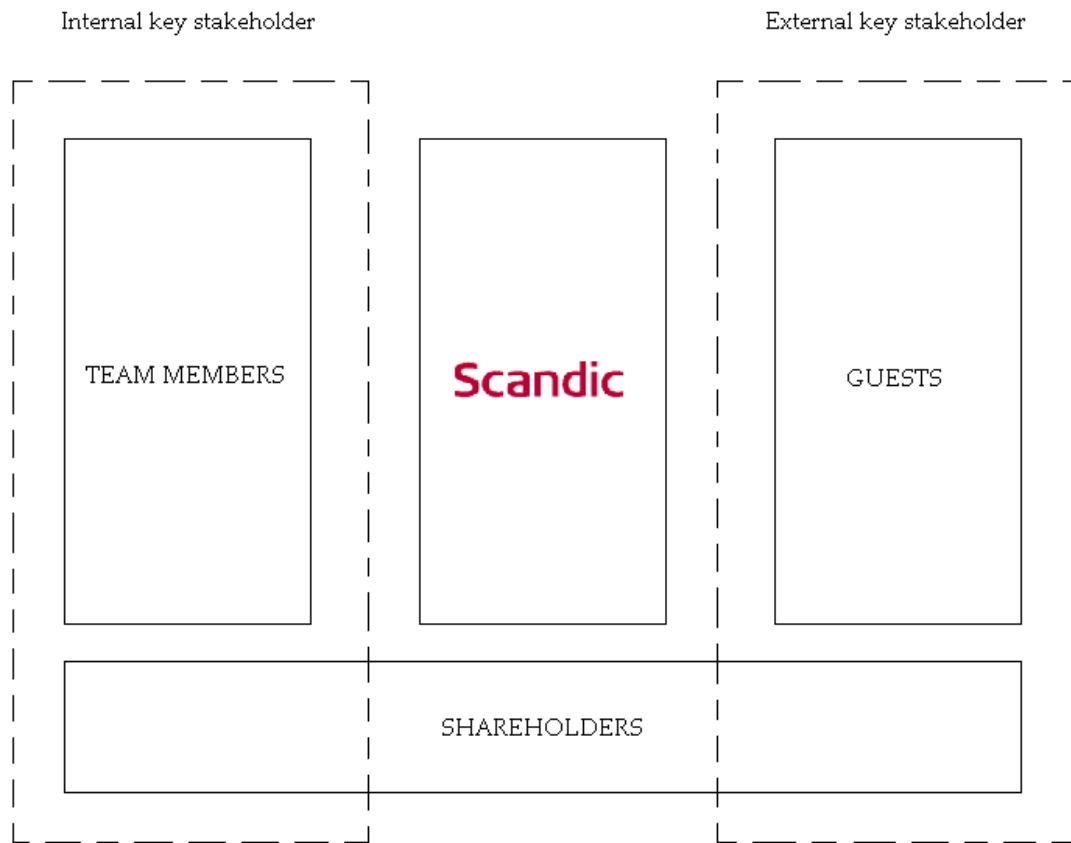 Internal key stakeholder
External key stakeholder
TEAM MEMBERS
Scandic
GUESTS
SHAREHOLDERS